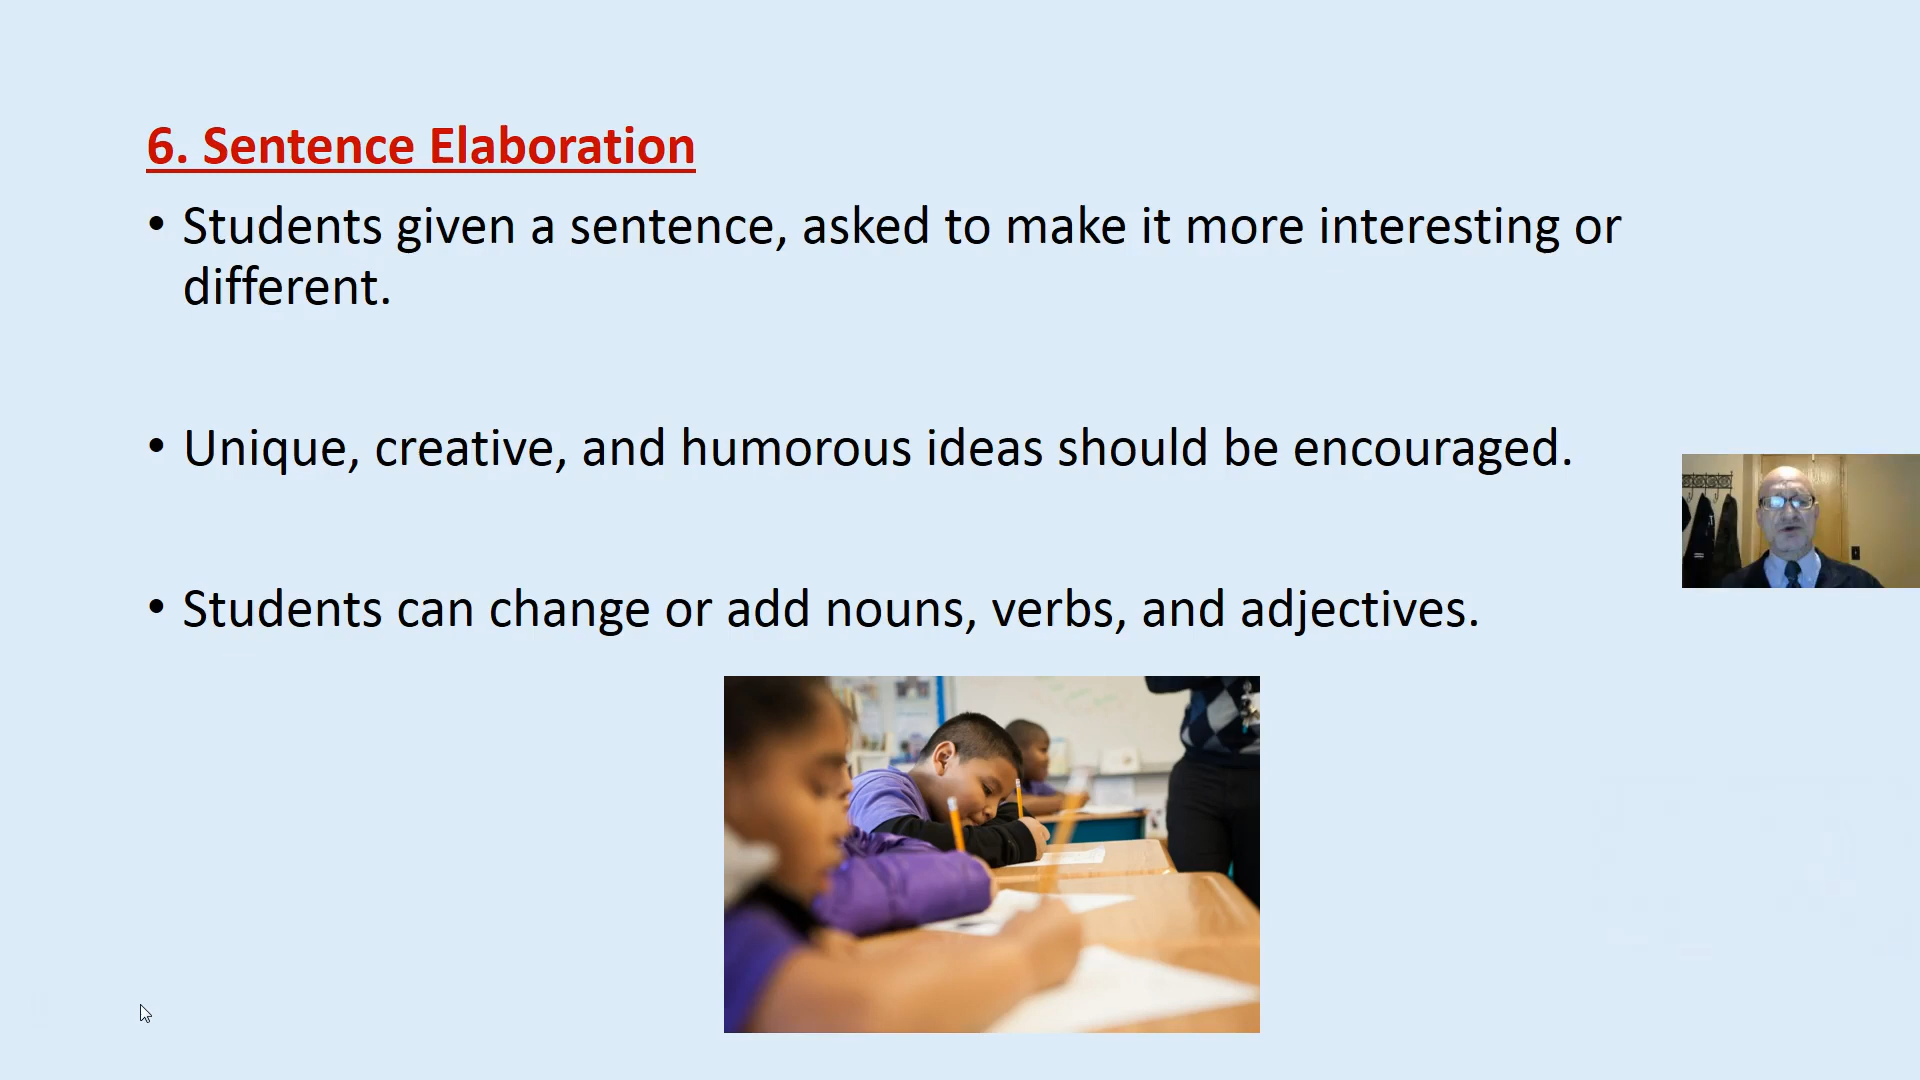 6. Sentence Elaboration
• Students given a sentence, asked to make it more interesting or
different.
• Unique, creative, and humorous ideas should be encouraged.
• Students can change or add nouns, verbs, and adjectives.